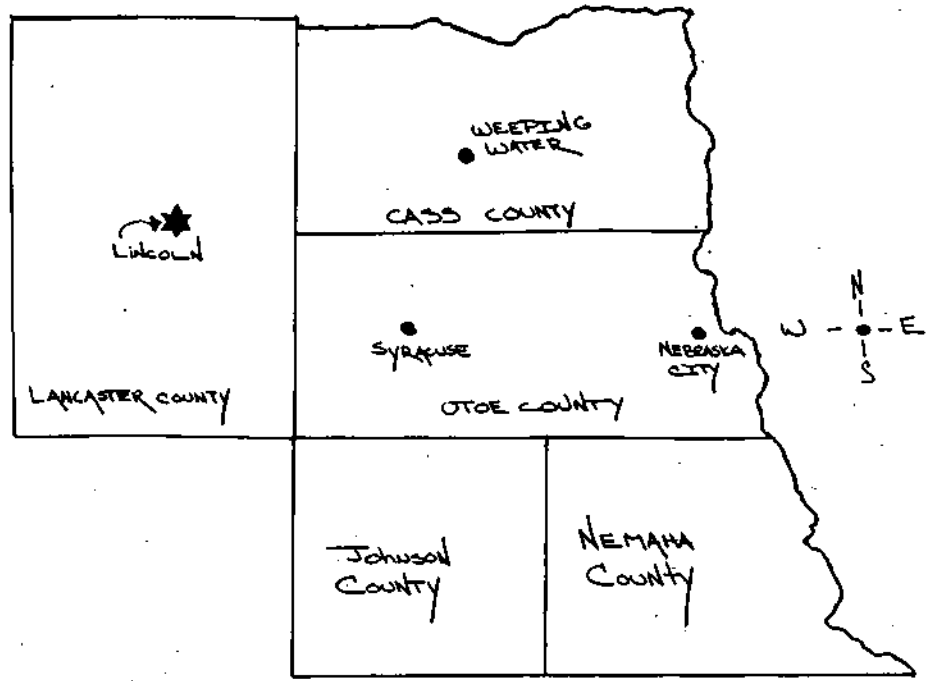 WEEPING
WATER
CASS COUNTY
LINCOLN
N
W E
S
SYRACUSE
NEBRASKA
CITY
LANCASTER COUNTY
OTOE COUNTY
Johnson
County
NEMAHA
County